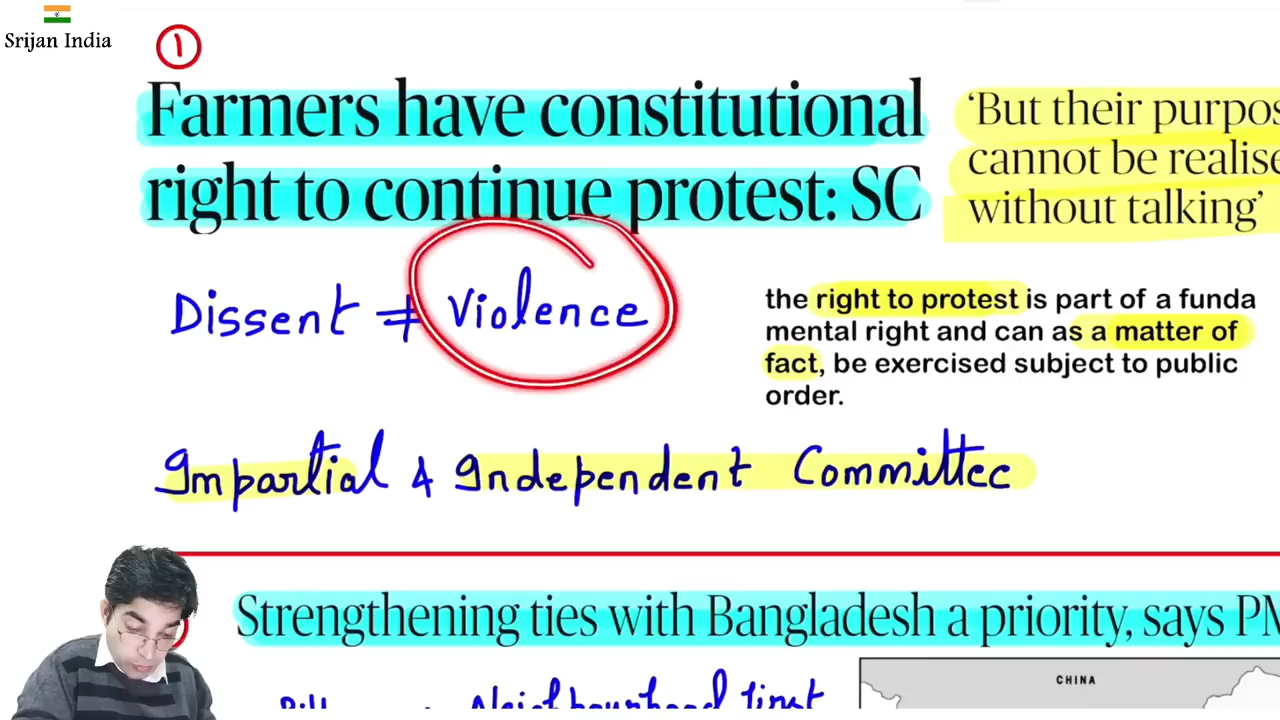 Srijan India
1
Farmers have constitutional
right to continue protest: SC
‘But their
cannot be
without talking’
Dissent ≠ Violence
the right to protest is part of a funda
mental right and can as a matter of
fact, be exercised subject to public
order.
Impartial & Independent Committee
Strengthening ties with Bangladesh a priority, says PM
CHINA
Neighbourhood first